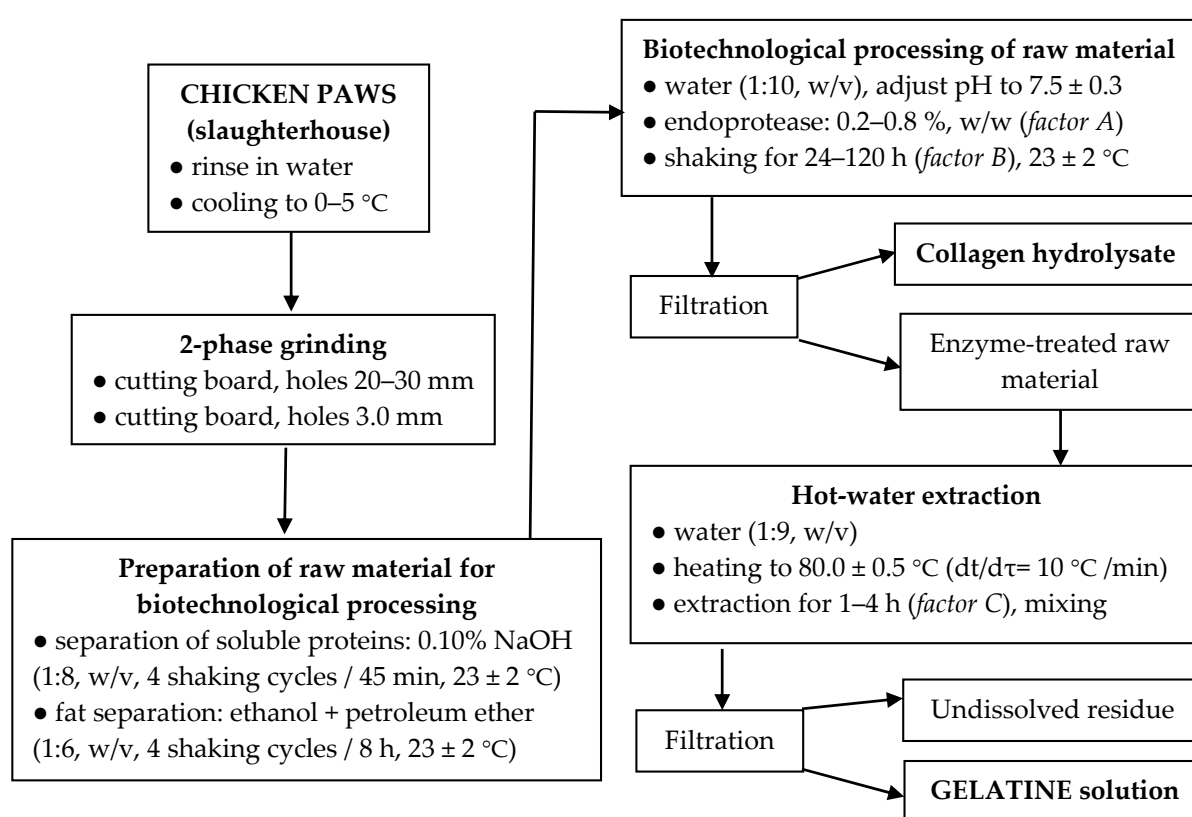 CHICKEN PAWS
(slaughterhouse)
● rinse in water
● cooling to 0–5 °C
2-phase grinding
● cutting board, holes 20–30 mm
● cutting board, holes 3.0 mm
Preparation of raw material for
biotechnological processing
● separation of soluble proteins: 0.10% NaOH
(1:8, w/v, 4 shaking cycles / 45 min, 23 ± 2 °C)
● fat separation: ethanol + petroleum ether
(1:6, w/v, 4 shaking cycles / 8 h, 23 ± 2 °C)
Biotechnological processing of raw material
● water (1:10, w/v), adjust pH to 7.5 ± 0.3
● endoprotease: 0.2–0.8 %, w/w (factor A)
● shaking for 24–120 h (factor B), 23 ± 2 °C
Filtration
Collagen hydrolysate
Enzyme-treated raw
material
Hot-water extraction
● water (1:9, w/v)
● heating to 80.0 ± 0.5 °C (dt/dτ= 10 °C /min)
● extraction for 1–4 h (factor C), mixing
Filtration
Undissolved residue
GELATINE solution